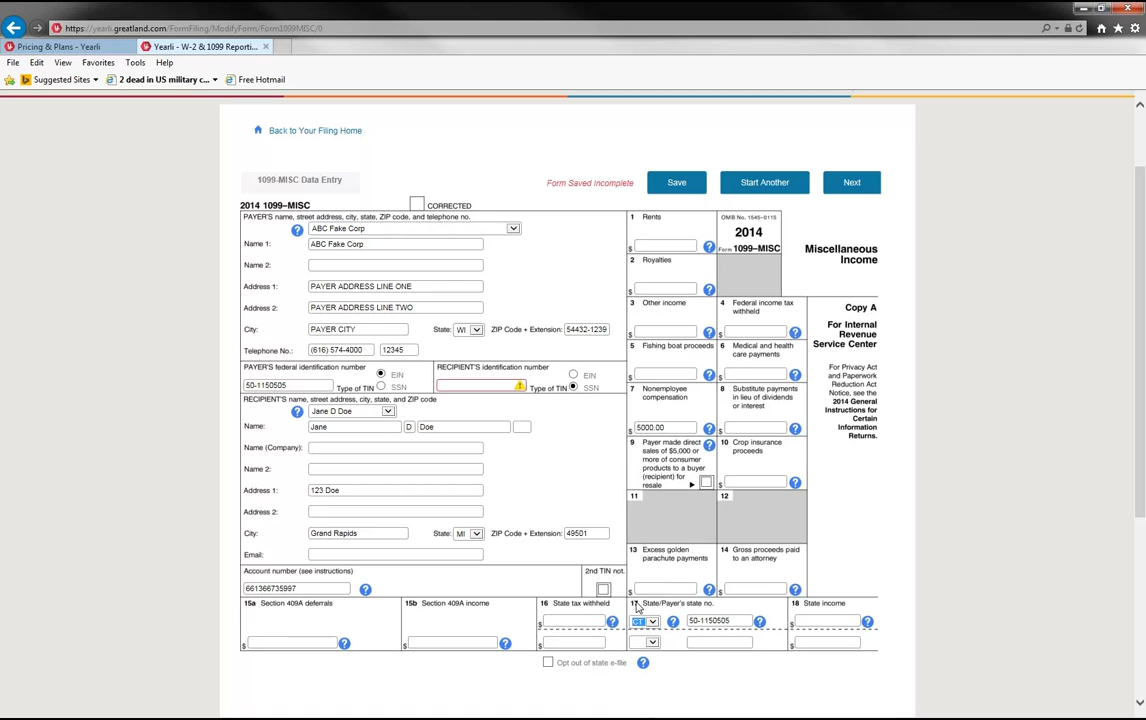 https://yearli.greatland.com/FormFiling/ModifyForm/Form1099MISC/0
Pricing & Plans - Yearli
Yearli - W-2 & 1099 Reporti...
File Edit View Favorites Tools Help
Suggested Sites 2 dead in US military c... Free Hotmail
Back to Your Filing Home
1099-MISC Data Entry
Form Saved Incomplete
Save
Start Another
Next
2014 1099–MISC
CORRECTED
PAYER'S name, street address, city, state, ZIP code, and telephone no.
ABC Fake Corp
Name 1: ABC Fake Corp
Name 2:
Address 1: PAYER ADDRESS LINE ONE
Address 2: PAYER ADDRESS LINE TWO
City: PAYER CITY State: WI ZIP Code + Extension: 54432-1239
Telephone No.: (616) 574-4000 12345
PAYER'S federal identification number
EIN
50-1150505 Type of TIN SSN
RECIPIENT'S identification number
EIN
Type of TIN SSN
RECIPIENT'S name, street address, city, state, and ZIP code
Jane D Doe
Name: Jane D Doe
Name (Company):
Name 2:
Address 1: 123 Doe
Address 2:
City: Grand Rapids State: MI ZIP Code + Extension: 49501
Email:
Account number (see instructions)
661366735997
2nd TIN not.
1 Rents
$
2 Royalties
$
OMB No. 1545-0115
2014
Form 1099–MISC
Miscellaneous
Income
3 Other income
$
4 Federal income tax
withheld
$
5 Fishing boat proceeds
$
6 Medical and health
care payments
$
7 Nonemployee
compensation
$ 5000.00
8 Substitute payments
in lieu of dividends
or interest
$
9 Payer made direct
sales of $5,000 or
more of consumer
products to a buyer
(recipient) for
resale
10 Crop insurance
proceeds
$
11
12
13 Excess golden
parachute payments
$
14 Gross proceeds paid
to an attorney
$
Copy A
For Internal
Revenue
Service Center
For Privacy Act
and Paperwork
Reduction Act
Notice, see the
2014 General
Instructions for
Certain
Information
Returns.
15a Section 409A deferrals
$
15b Section 409A income
$
16 State tax withheld
$
$
17 State/Payer's state no.
CT 50-1150505
18 State income
$
$
Opt out of state e-file